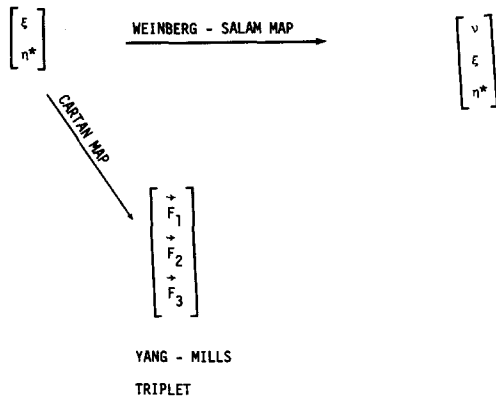 ξ
η*
WEINBERG - SALAM MAP
ν
ξ
η*
CARTAN MAP
F⃗1
F⃗2
F⃗3
YANG - MILLS
TRIPLET